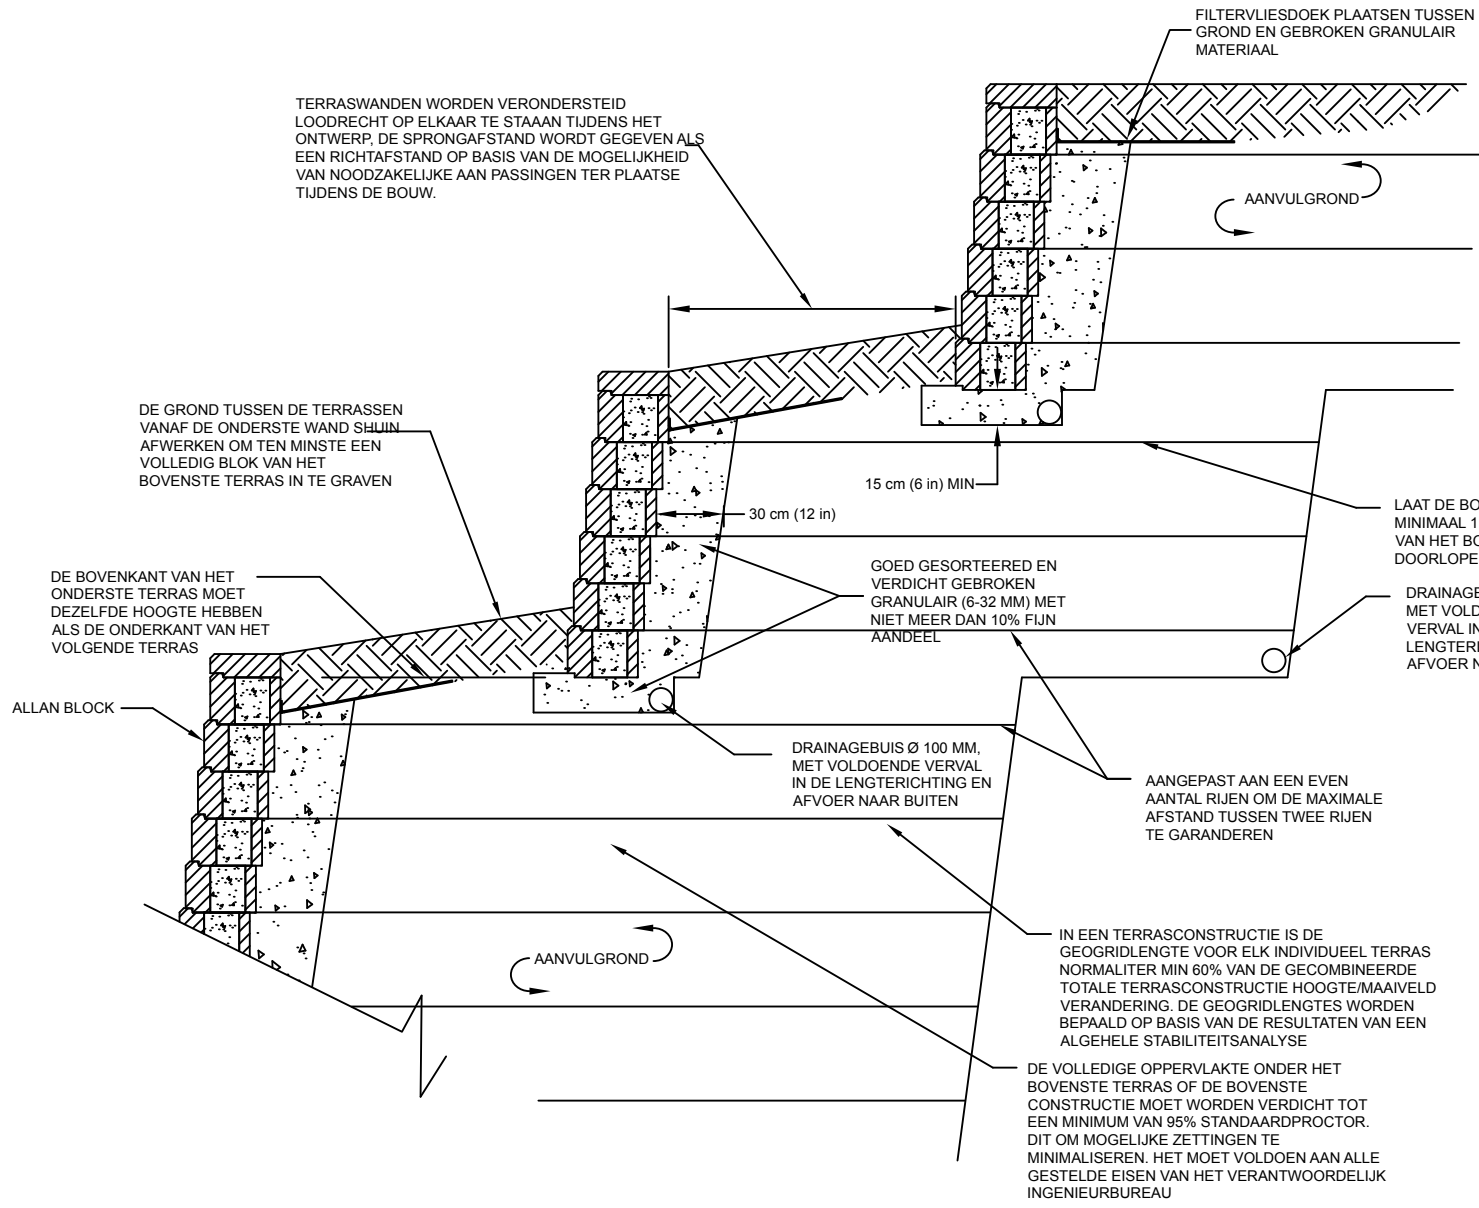 FILTERVLIESDOEK PLAATSEN TUSSEN
GROND EN GEBROKEN GRANULAIR
MATERIAAL
TERRASWANDEN WORDEN VERONDERSTEID
LOODRECHT OP ELKAAR TE STAAAN TIJDENS HET
ONTWERP, DE SPRONGAFSTAND WORDT GEGEVEN ALS
EEN RICHTAFSTAND OP BASIS VAN DE MOGELIJKHEID
VAN NOODZAKELIJKE AAN PASSINGEN TER PLAATSE
TIJDENS DE BOUW.
AANVULGROND
DE GROND TUSSEN DE TERRASSEN
VANAF DE ONDERSTE WAND SHUIN
AFWERKEN OM TEN MINSTE EEN
VOLLEDIG BLOK VAN HET
BOVENSTE TERRAS IN TE GRAVEN
15 cm (6 in) MIN
30 cm (12 in)
LAAT DE BO
MINIMAAL 1
VAN HET BO
DOORLOPE
DE BOVENKANT VAN HET
ONDERSTE TERRAS MOET
DEZELFDE HOOGTE HEBBEN
ALS DE ONDERKANT VAN HET
VOLGENDE TERRAS
GOED GESORTEERED EN
VERDICHT GEBROKEN
GRANULAIR (6-32 MM) MET
NIET MEER DAN 10% FIJN
AANDEEL
DRAINAGE
MET VOLD
VERVAL IN
LENGTERI
AFVOER N
ALLAN BLOCK
DRAINAGEBUIS Ø 100 MM,
MET VOLDOENDE VERVAL
IN DE LENGTERICHTING EN
AFVOER NAAR BUITEN
AANGEPAST AAN EEN EVEN
AANTAL RIJEN OM DE MAXIMALE
AFSTAND TUSSEN TWEE RIJEN
TE GARANDEREN
AANVULGROND
IN EEN TERRASCONSTRUCTIE IS DE
GEOGRIDLENGTE VOOR ELK INDIVIDUEEL TERRAS
NORMALITER MIN 60% VAN DE GECOMBINEERDE
TOTALE TERRASCONSTRUCTIE HOOGTE/MAAIVELD
VERANDERING. DE GEOGRIDLENGTES WORDEN
BEPAALD OP BASIS VAN DE RESULTATEN VAN EEN
ALGEHELE STABILITEITSANALYSE
DE VOLLEDIGE OPPERVLAKTE ONDER HET
BOVENSTE TERRAS OF DE BOVENSTE
CONSTRUCTIE MOET WORDEN VERDICHT TOT
EEN MINIMUM VAN 95% STANDAARDPROCTOR.
DIT OM MOGELIJKE ZETTINGEN TE
MINIMALISEREN. HET MOET VOLDOEN AAN ALLE
GESTELDE EISEN VAN HET VERANTWOORDELIJK
INGENIEURBUREAU